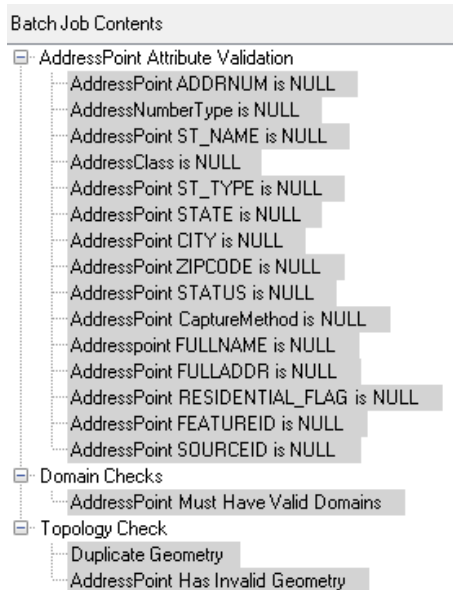 Batch Job Contents
AddressPoint Attribute Validation
AddressPoint ADDRNUM is NULL
AddressNumberType is NULL
AddressPoint ST_NAME is NULL
AddressClass is NULL
AddressPoint ST_TYPE is NULL
AddressPoint STATE is NULL
AddressPoint CITY is NULL
AddressPoint ZIPCODE is NULL
AddressPoint STATUS is NULL
AddressPoint CaptureMethod is NULL
Addresspoint FULLNAME is NULL
AddressPoint FULLADDR is NULL
AddressPoint RESIDENTIAL_FLAG is NULL
AddressPoint FEATUREID is NULL
AddressPoint SOURCEID is NULL
Domain Checks
AddressPoint Must Have Valid Domains
Topology Check
Duplicate Geometry
AddressPoint Has Invalid Geometry